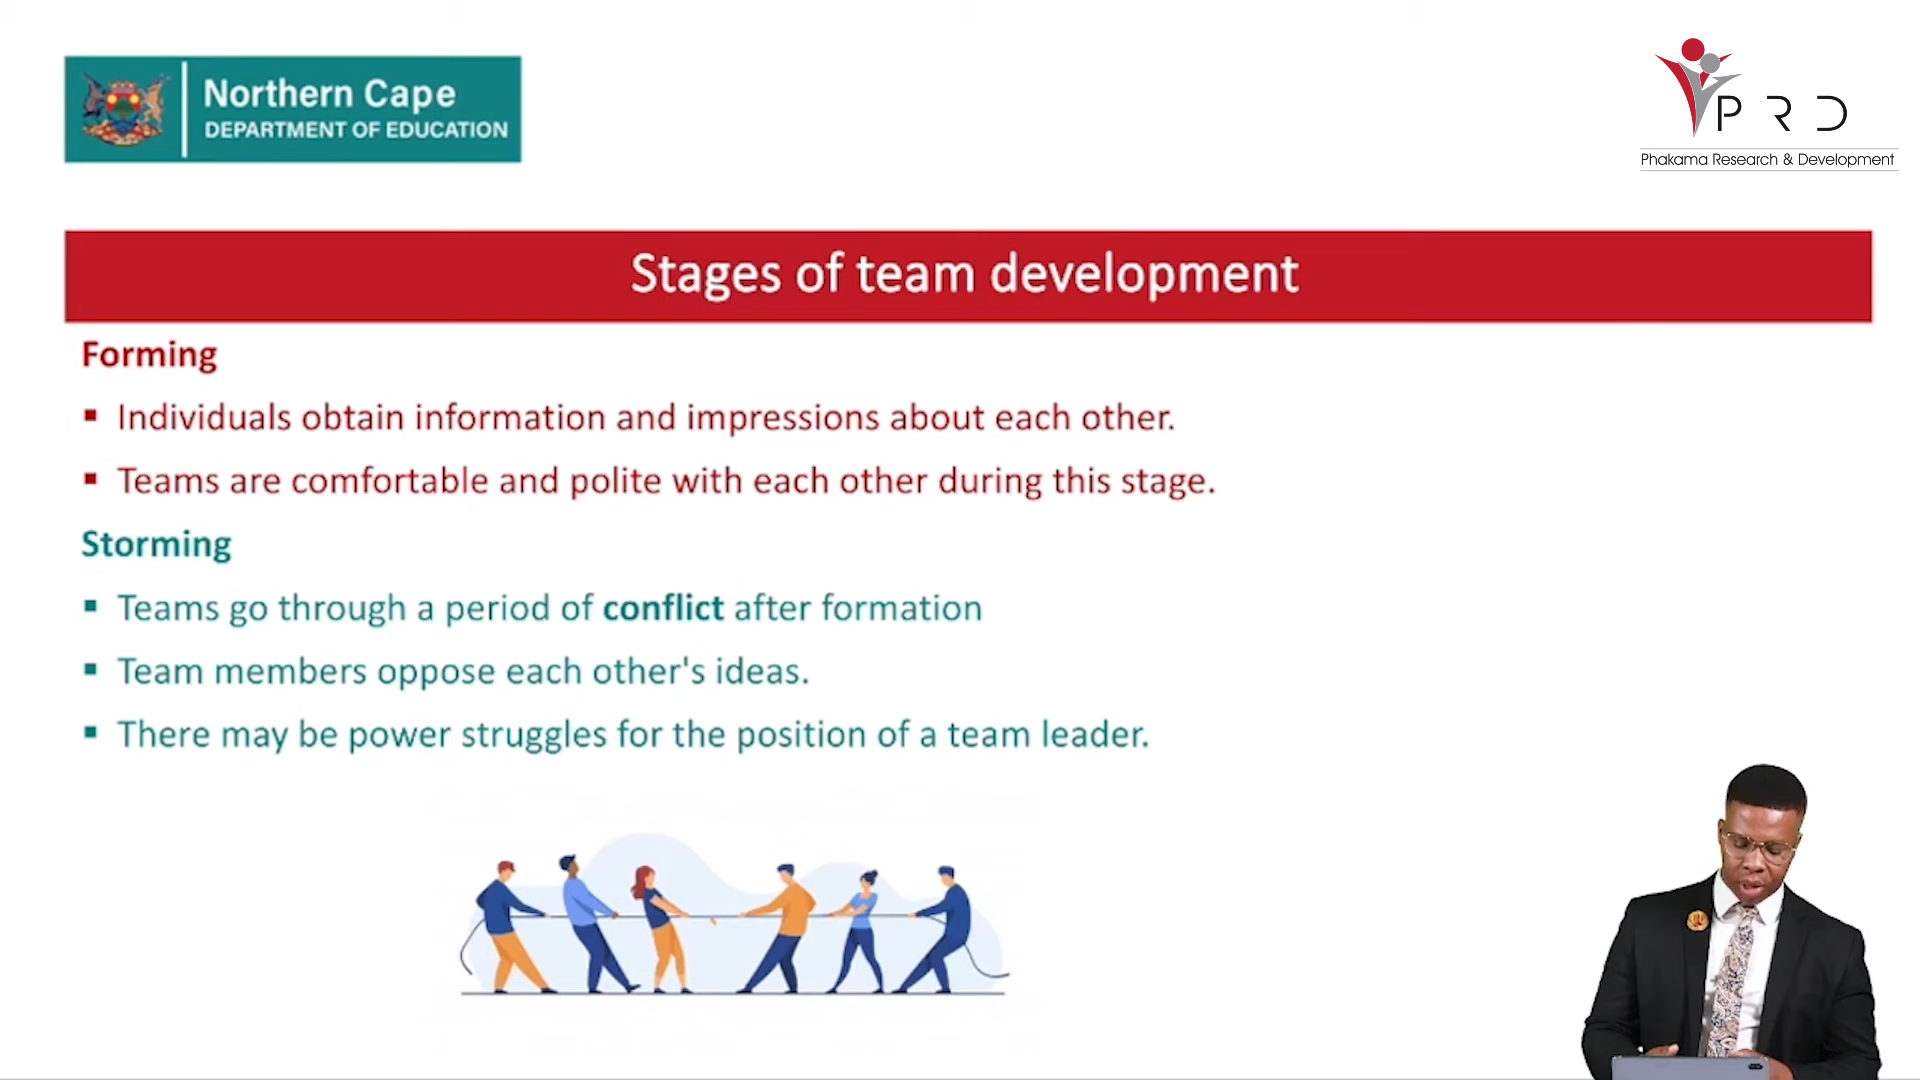 Northern Cape
DEPARTMENT OF EDUCATION
P R D
Phakama Research & Development
Stages of team development
Forming
▪ Individuals obtain information and impressions about each other.
▪ Teams are comfortable and polite with each other during this stage.
Storming
▪ Teams go through a period of conflict after formation
▪ Team members oppose each other's ideas.
▪ There may be power struggles for the position of a team leader.